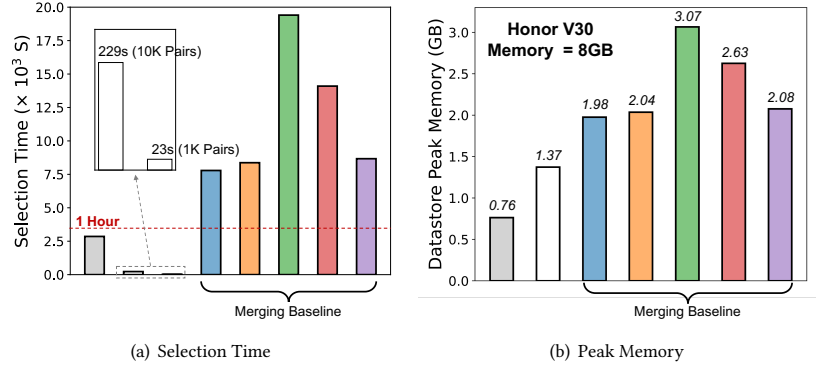 Selection Time (× 10³ S)
20.0
17.5
15.0
12.5
10.0
7.5
5.0
2.5
0.0
229s (10K Pairs)
23s (1K Pairs)
1 Hour
Merging Baseline
(a) Selection Time
Datastore Peak Memory (GB)
3.0
2.5
2.0
1.5
1.0
0.5
0.0
Honor V30
Memory = 8GB
0.76
1.37
1.98
2.04
3.07
2.63
2.08
Merging Baseline
(b) Peak Memory